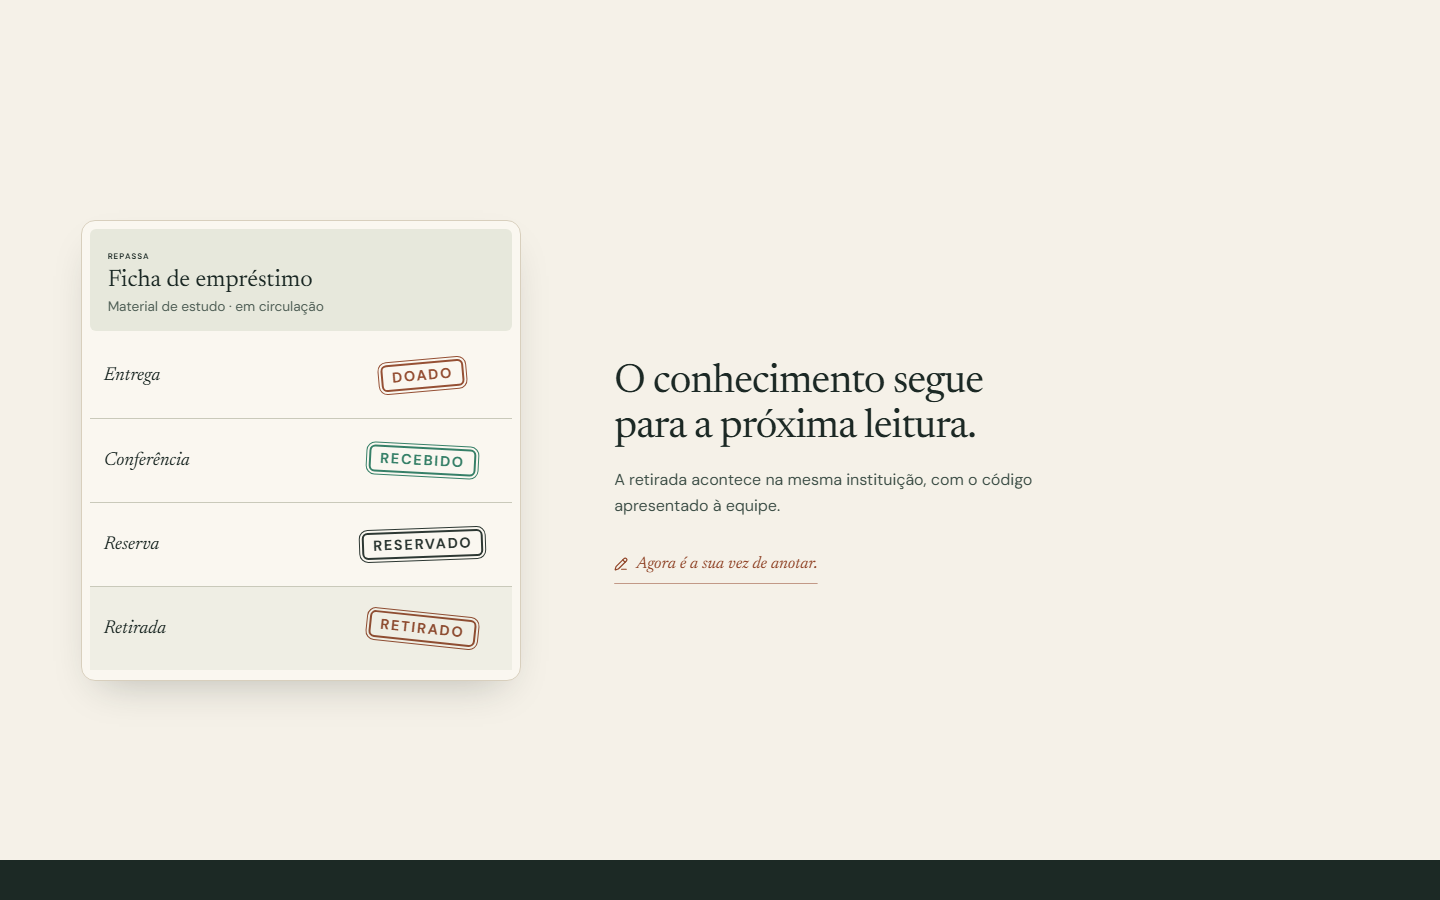 REPASSA
Ficha de empréstimo
Material de estudo · em circulação
Entrega
DOADO
Conferência
RECEBIDO
Reserva
RESERVADO
Retirada
RETIRADO
O conhecimento segue
para a próxima leitura.
A retirada acontece na mesma instituição, com o código
apresentado à equipe.
Agora é a sua vez de anotar.